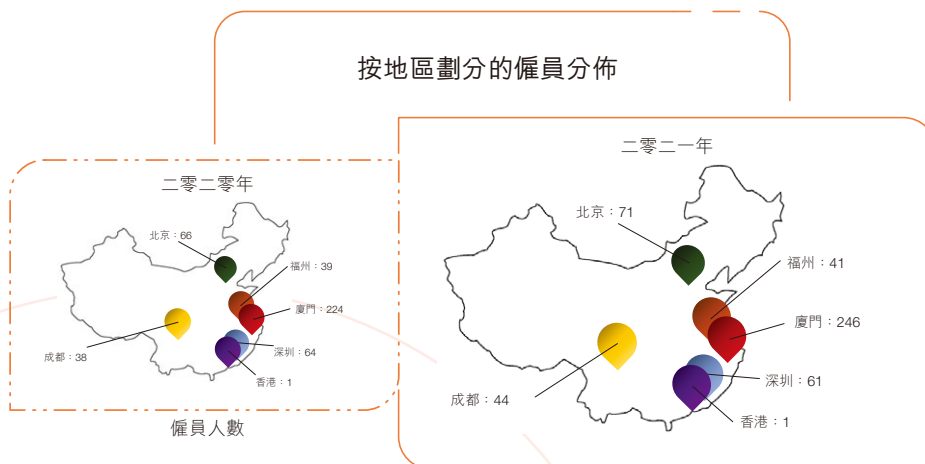 按地區劃分的僱員分佈
二零二零年
北京：66
福州：39
廈門：224
深圳：64
成都：38
香港：1
僱員人數
二零二一年
北京：71
福州：41
廈門：246
深圳：61
成都：44
香港：1